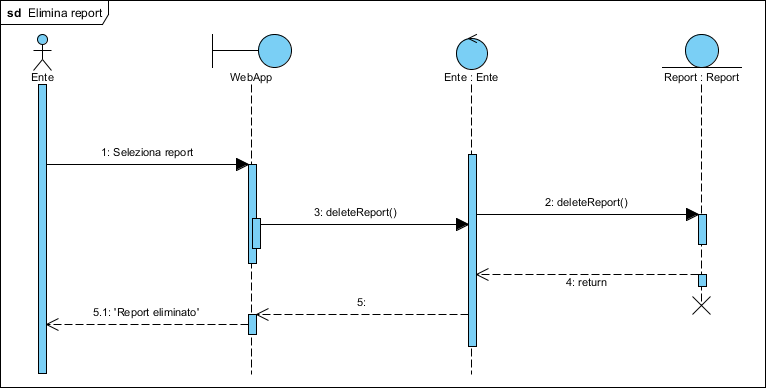 sd Elimina report
Ente
WebApp
Ente : Ente
Report : Report
1: Seleziona report
2: deleteReport()
3: deleteReport()
4: return
5:
5.1: 'Report eliminato'